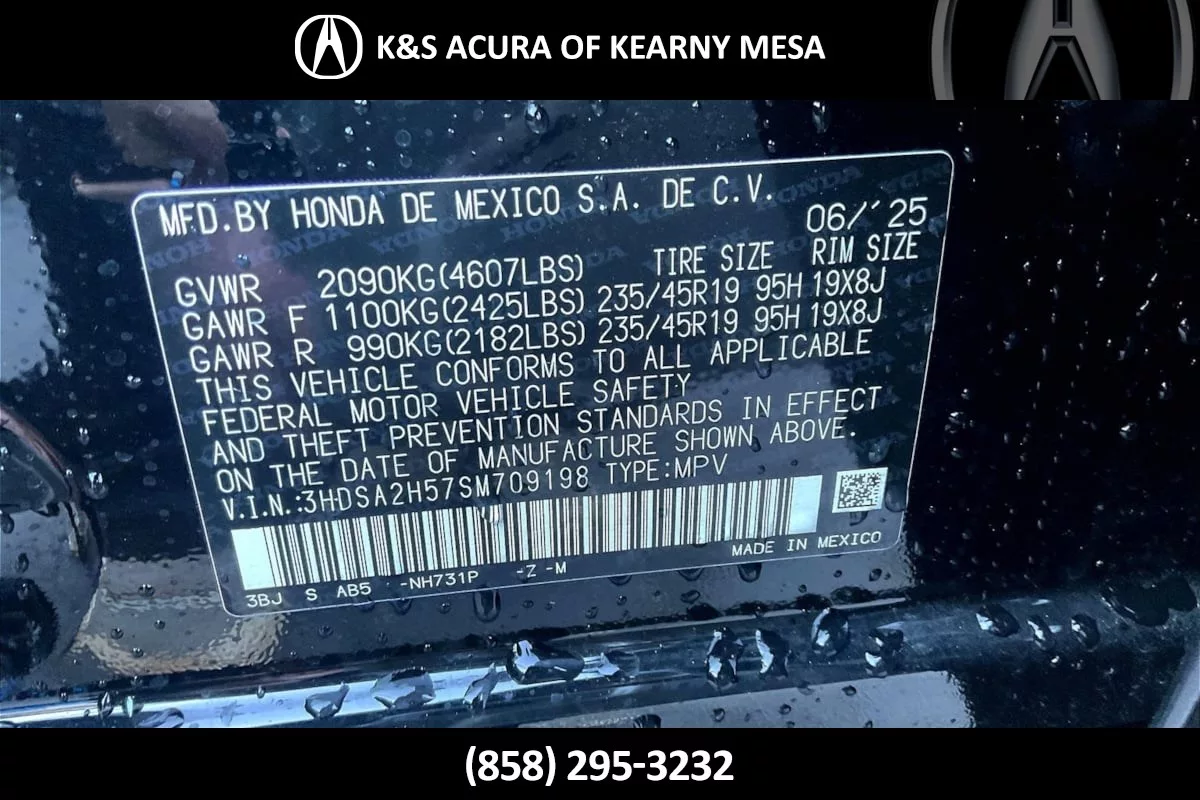 K&S ACURA OF KEARNY MESA
MFD.BY HONDA DE MEXICO S.A. DE C.V.
06/'25
TIRE SIZE RIM SIZE
GVWR 2090KG(4607LBS)
GAWR F 1100KG(2425LBS) 235/45R19 95H 19X8J
GAWR R 990KG(2182LBS) 235/45R19 95H 19X8J
THIS VEHICLE CONFORMS TO ALL APPLICABLE
FEDERAL MOTOR VEHICLE SAFETY
AND THEFT PREVENTION STANDARDS IN EFFECT
ON THE DATE OF MANUFACTURE SHOWN ABOVE.
V.I.N.:3HDSA2H57SM709198 TYPE:MPV
MADE IN MEXICO
3BJ S AB5 -NH731P -Z -M
(858) 295-3232